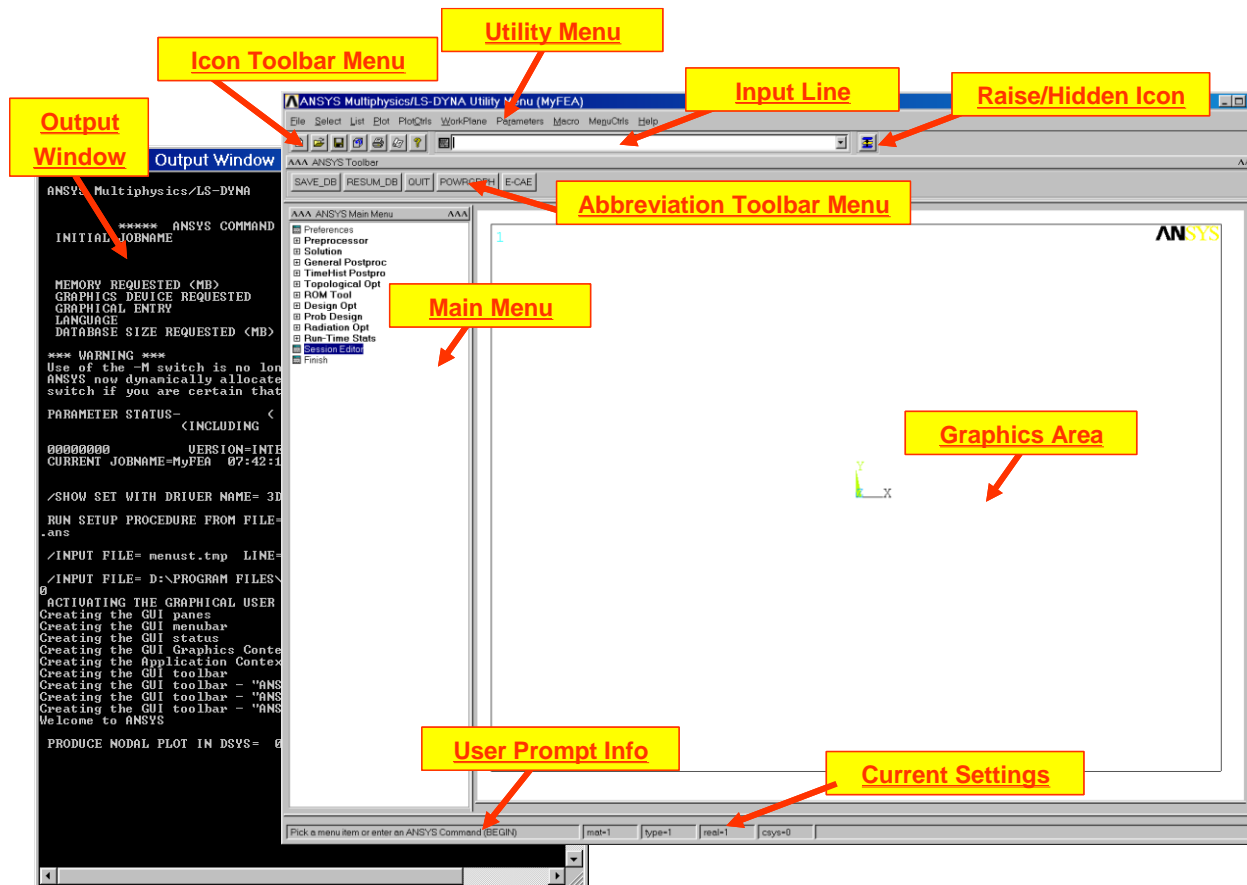 Utility Menu
Icon Toolbar Menu
Input Line
Raise/Hidden Icon
Output
Window
ANSYS Multiphysics/LS-DYNA Utility Menu (MyFEA)
File Select List Plot PlotCtrls WorkPlane Parameters Macro MenuCtrls Help
ANSYS Toolbar
SAVE_DB RESUM_DB QUIT POWRGRPH E-CAE
Abbreviation Toolbar Menu
Output Window
ANSYS Multiphysics/LS-DYNA
***** ANSYS COMMAND
INITIAL JOBNAME
MEMORY REQUESTED (MB)
GRAPHICS DEVICE REQUESTED
GRAPHICAL ENTRY
LANGUAGE
DATABASE SIZE REQUESTED (MB)
*** WARNING ***
Use of the -M switch is no lon
ANSYS now dynamically allocate
switch if you are certain that
PARAMETER STATUS- (
(INCLUDING
00000000 VERSION=INTE
CURRENT JOBNAME=MyFEA 07:42:1
/SHOW SET WITH DRIVER NAME= 3D
RUN SETUP PROCEDURE FROM FILE=
.ans
/INPUT FILE= menust.tmp LINE=
/INPUT FILE= D:\PROGRAM FILES\
0
ACTIVATING THE GRAPHICAL USER
Creating the GUI panes
Creating the GUI menubar
Creating the GUI status
Creating the GUI Graphics Conte
Creating the Application Contex
Creating the GUI toolbar
Creating the GUI toolbar - "ANS
Creating the GUI toolbar - "ANS
Creating the GUI toolbar - "ANS
Welcome to ANSYS
PRODUCE NODAL PLOT IN DSYS= 0
ANSYS Main Menu
Preferences
Preprocessor
Solution
General Postproc
TimeHist Postpro
Topological Opt
ROM Tool
Design Opt
Prob Design
Radiation Opt
Run-Time Stats
Session Editor
Finish
Main Menu
1
ANSYS
Graphics Area
Y
Z X
User Prompt Info
Current Settings
Pick a menu item or enter an ANSYS Command (BEGIN) mat=1 type=1 real=1 csys=0